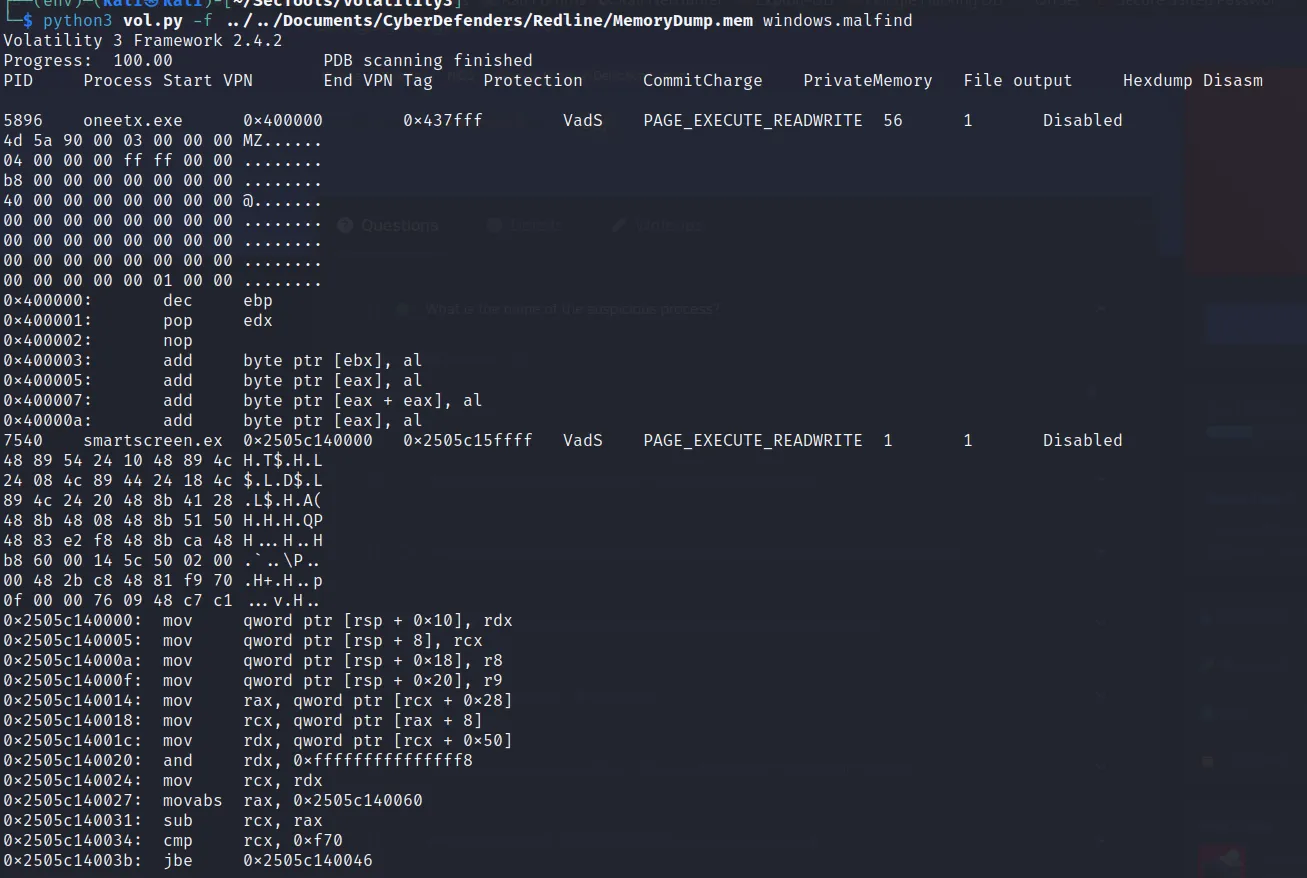 (env)─(kali㉿kali)-[~/SecTools/volatility3]
└─$ python3 vol.py -f ../../Documents/CyberDefenders/Redline/MemoryDump.mem windows.malfind
Volatility 3 Framework 2.4.2
Progress:  100.00               PDB scanning finished
PID     Process Start VPN       End VPN Tag     Protection      CommitCharge    PrivateMemory   File output     Hexdump Disasm
5896    oneetx.exe      0×400000        0×437fff        VadS    PAGE_EXECUTE_READWRITE  56      1       Disabled
4d 5a 90 00 03 00 00 00 MZ......
04 00 00 00 ff ff 00 00 ........
b8 00 00 00 00 00 00 00 ........
40 00 00 00 00 00 00 00 @.......
00 00 00 00 00 00 00 00 ........
00 00 00 00 00 00 00 00 ........
00 00 00 00 00 00 00 00 ........
00 00 00 00 00 01 00 00 ........
0×400000:       dec     ebp
0×400001:       pop     edx
0×400002:       nop
0×400003:       add     byte ptr [ebx], al
0×400005:       add     byte ptr [eax], al
0×400007:       add     byte ptr [eax + eax], al
0×40000a:       add     byte ptr [eax], al
7540    smartscreen.ex  0×2505c140000   0×2505c15ffff   VadS    PAGE_EXECUTE_READWRITE  1       1       Disabled
48 89 54 24 10 48 89 4c H.T$.H.L
24 08 4c 89 44 24 18 4c $.L.D$.L
89 4c 24 20 48 8b 41 28 .L$.H.A(
48 8b 48 08 48 8b 51 50 H.H.H.QP
48 83 e2 f8 48 8b ca 48 H...H..H
b8 60 00 14 5c 50 02 00 .`..\P..
00 48 2b c8 48 81 f9 70 .H+.H..p
0f 00 00 76 09 48 c7 c1 ...v.H..
0×2505c140000:  mov     qword ptr [rsp + 0×10], rdx
0×2505c140005:  mov     qword ptr [rsp + 8], rcx
0×2505c14000a:  mov     qword ptr [rsp + 0×18], r8
0×2505c14000f:  mov     qword ptr [rsp + 0×20], r9
0×2505c140014:  mov     rax, qword ptr [rcx + 0×28]
0×2505c140018:  mov     rcx, qword ptr [rax + 8]
0×2505c14001c:  mov     rdx, qword ptr [rcx + 0×50]
0×2505c140020:  and     rdx, 0×fffffffffffffff8
0×2505c140024:  mov     rcx, rdx
0×2505c140027:  movabs  rax, 0×2505c140060
0×2505c140031:  sub     rcx, rax
0×2505c140034:  cmp     rcx, 0×f70
0×2505c14003b:  jbe     0×2505c140046
Questions
What is the name of the suspicious process?